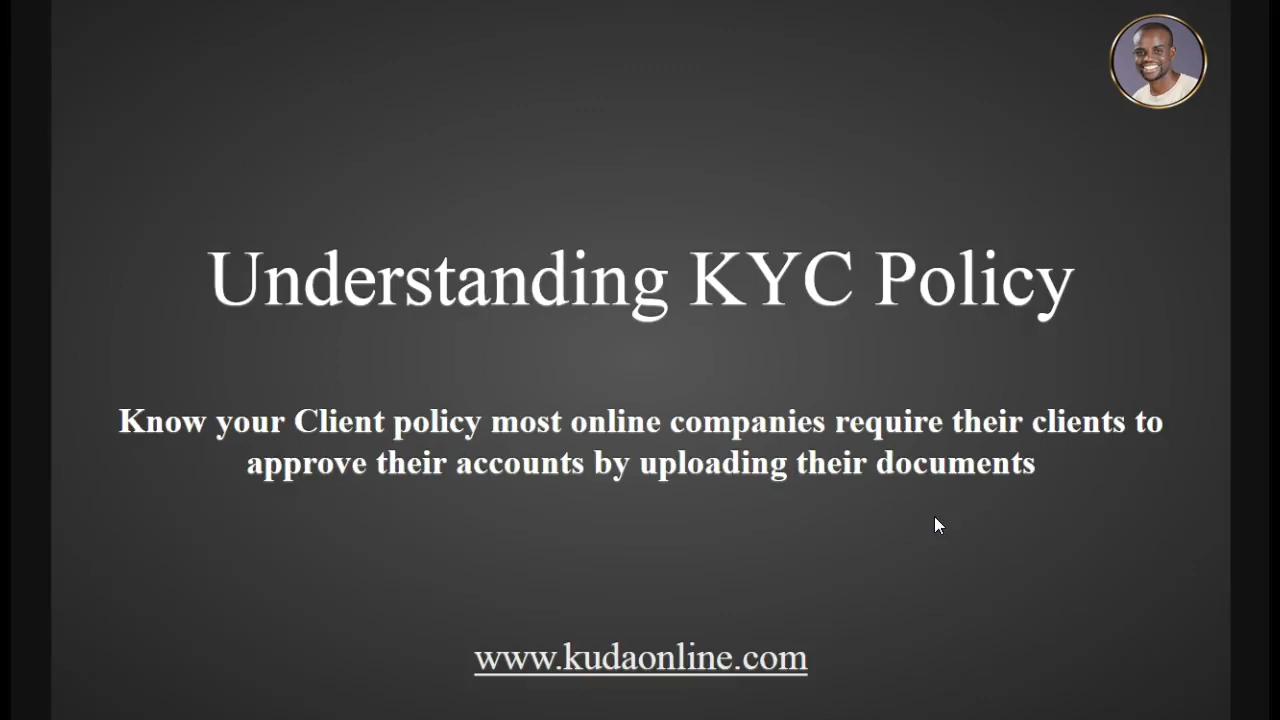 Understanding KYC Policy
Know your Client policy most online companies require their clients to
approve their accounts by uploading their documents
www.kudaonline.com